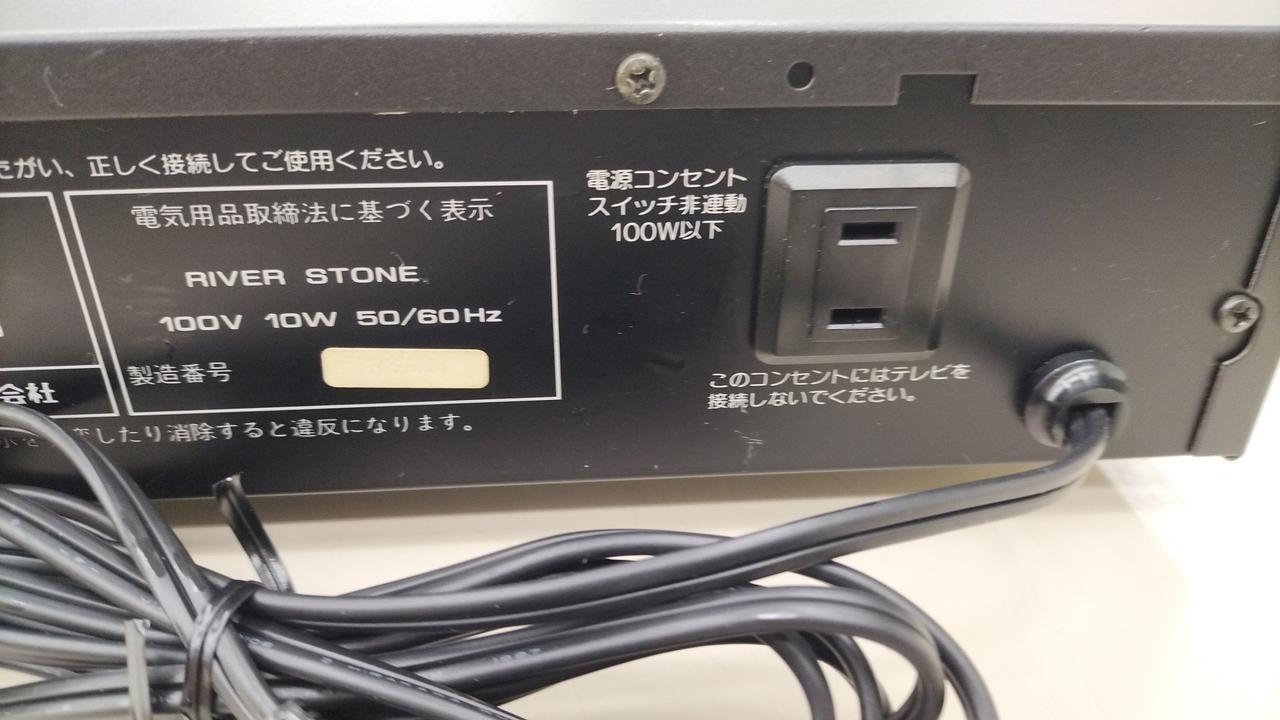 たがい、正しく接続してご使用ください。
電気用品取締法に基づく表示
RIVER STONE
100V 10W 50/60Hz
製造番号
会社
したり消除すると違反になります。
電源コンセント
スイッチ非連動
100W以下
このコンセントにはテレビを
接続しないでください。